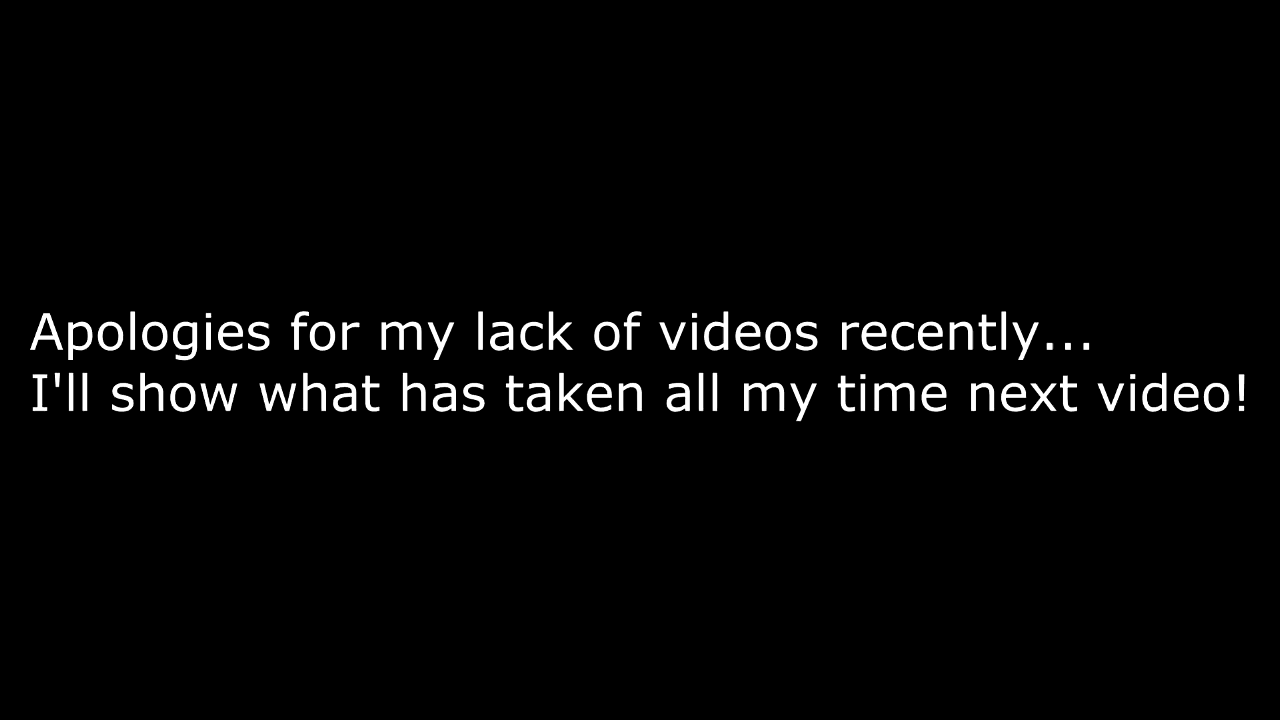 Apologies for my lack of videos recently...
I'll show what has taken all my time next video!